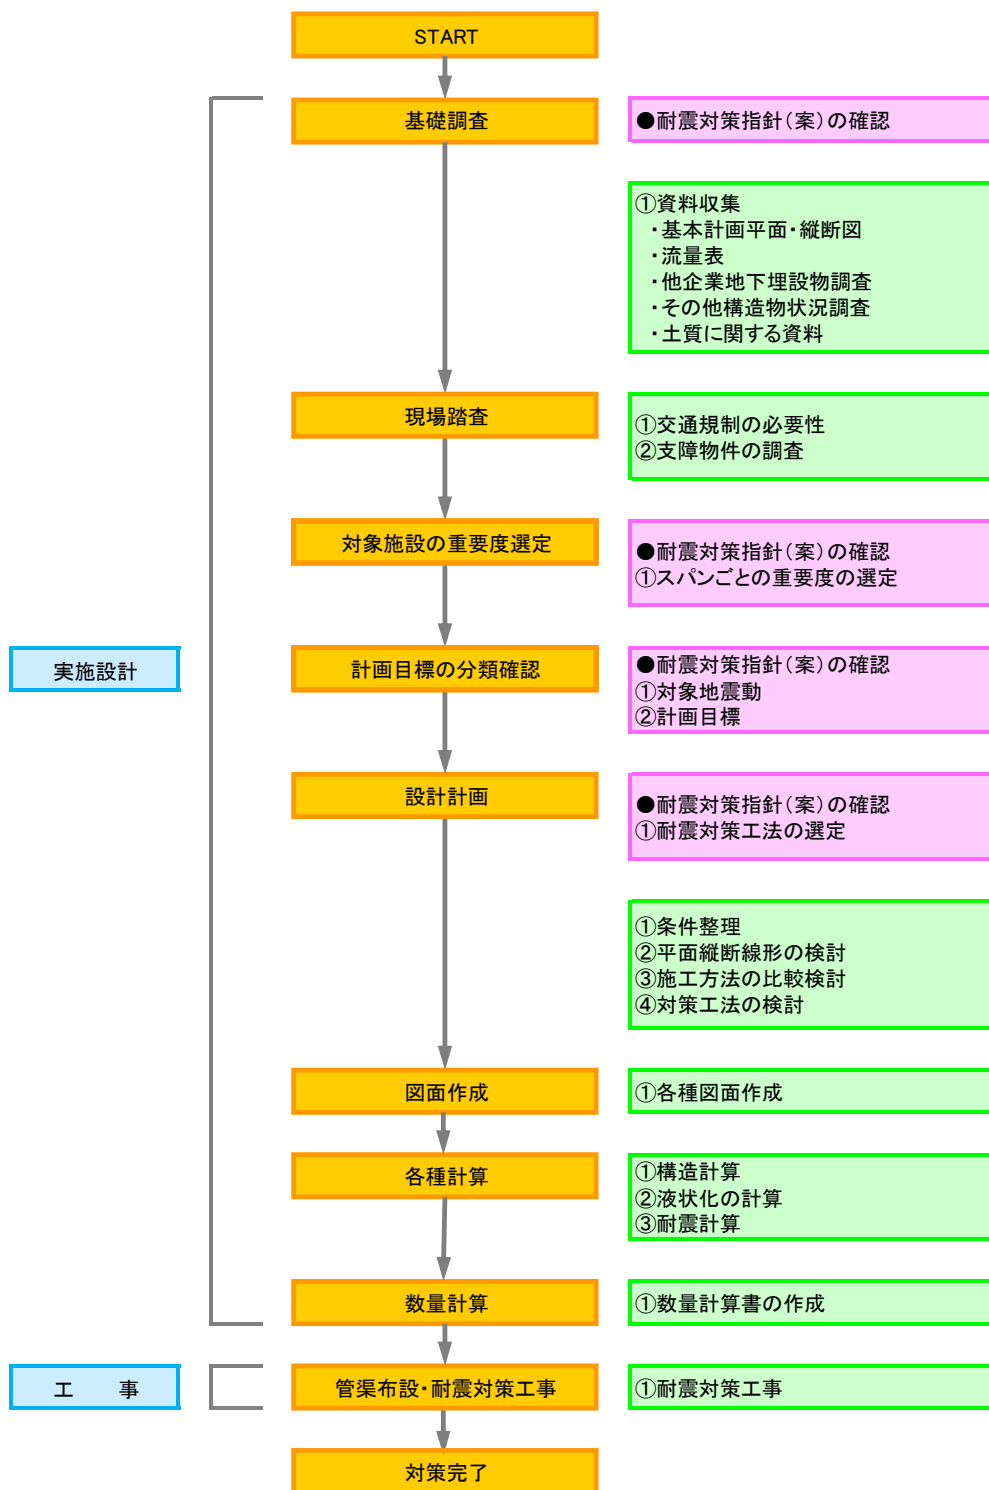 START
基礎調査
●耐震対策指針(案)の確認
①資料収集
・基本計画平面・縦断図
・流量表
・他企業地下埋設物調査
・その他構造物状況調査
・土質に関する資料
現場踏査
①交通規制の必要性
②支障物件の調査
対象施設の重要度選定
●耐震対策指針(案)の確認
①スパンごとの重要度の選定
実施設計
計画目標の分類確認
●耐震対策指針(案)の確認
①対象地震動
②計画目標
設計計画
●耐震対策指針(案)の確認
①耐震対策工法の選定
①条件整理
②平面縦断線形の検討
③施工方法の比較検討
④対策工法の検討
図面作成
①各種図面作成
各種計算
①構造計算
②液状化の計算
③耐震計算
数量計算
①数量計算書の作成
工　事
管渠布設・耐震対策工事
①耐震対策工事
対策完了